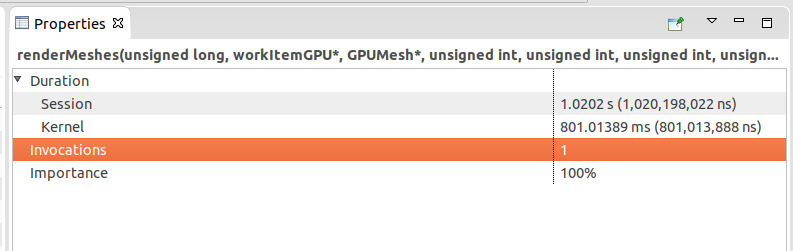 Properties
renderMeshes(unsigned long, workItemGPU*, GPUMesh*, unsigned int, unsigned int, unsigned int, unsign...
Duration
Session 1.0202 s (1,020,198,022 ns)
Kernel 801.01389 ms (801,013,888 ns)
Invocations 1
Importance 100%